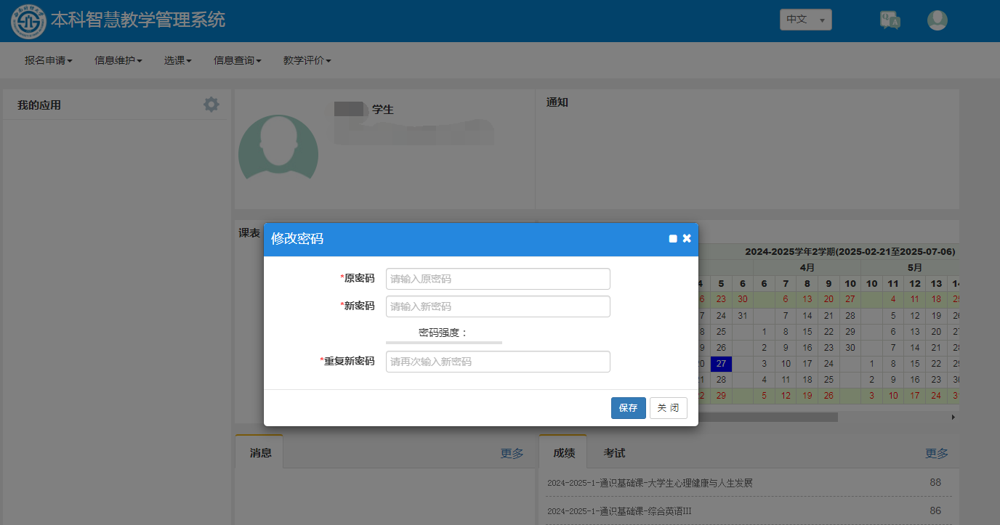 本科智慧教学管理系统
中文
报名申请 信息维护 选课 信息查询 教学评价
我的应用
学生
通知
课表
修改密码
*原密码 请输入原密码
*新密码 请输入新密码
密码强度：
*重复新密码 请再次输入新密码
保存 关 闭
2024-2025学年2学期(2025-02-21至2025-07-06)
4月 5月
4 5 6 6 7 8 9 10 10 11 12 13 14
6 23 30 6 13 20 27 4 11 18 25
7 24 31 7 14 21 28 5 12 19 26
8 25 1 8 15 22 29 6 13 20 27
9 26 2 9 16 23 30 7 14 21 28
20 27 3 10 17 24 1 8 15 22 29
21 28 4 11 18 25 2 9 16 23 30
22 29 5 12 19 26 3 10 17 24 31
消息 更多
成绩 考试 更多
2024-2025-1-通识基础课-大学生心理健康与人生发展 88
2024-2025-1-通识基础课-综合英语III 86